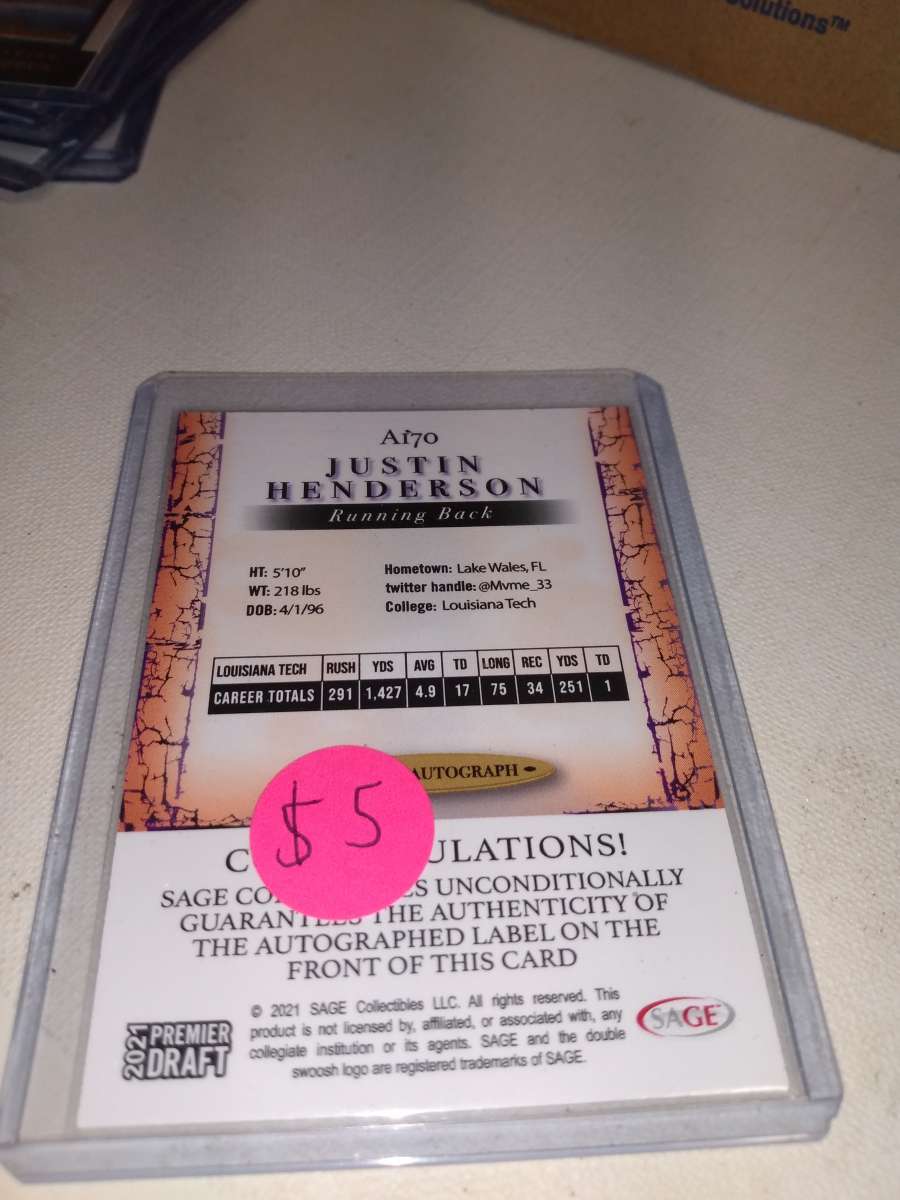 olutions™
A170
JUSTIN
HENDERSON
Running Back
HT: 5'10" Hometown: Lake Wales, FL
WT: 218 lbs twitter handle: @Mvme_33
DOB: 4/1/96 College: Louisiana Tech
LOUISIANA TECH RUSH YDS AVG TD LONG REC YDS TD
CAREER TOTALS 291 1,427 4.9 17 75 34 251 1
AUTOGRAPH
$5
C ULATIONS!
SAGE CO ES UNCONDITIONALLY
GUARANTEES THE AUTHENTICITY OF
THE AUTOGRAPHED LABEL ON THE
FRONT OF THIS CARD
© 2021 SAGE Collectibles LLC. All rights reserved. This
product is not licensed by, affiliated, or associated with, any
collegiate institution or its agents. SAGE and the double
swoosh logo are registered trademarks of SAGE.
2021 PREMIER
DRAFT
SAGE